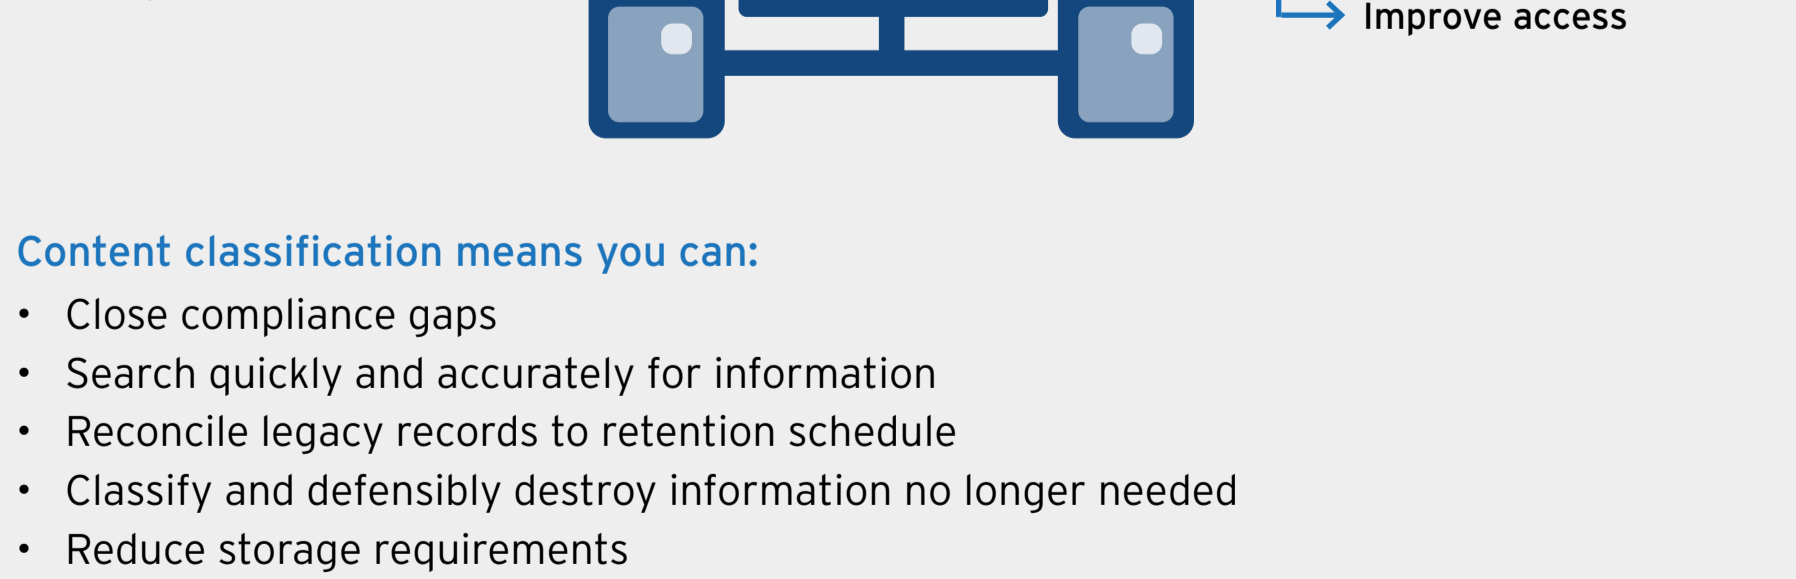 Improve access
Content classification means you can:
• Close compliance gaps
• Search quickly and accurately for information
• Reconcile legacy records to retention schedule
• Classify and defensibly destroy information no longer needed
• Reduce storage requirements